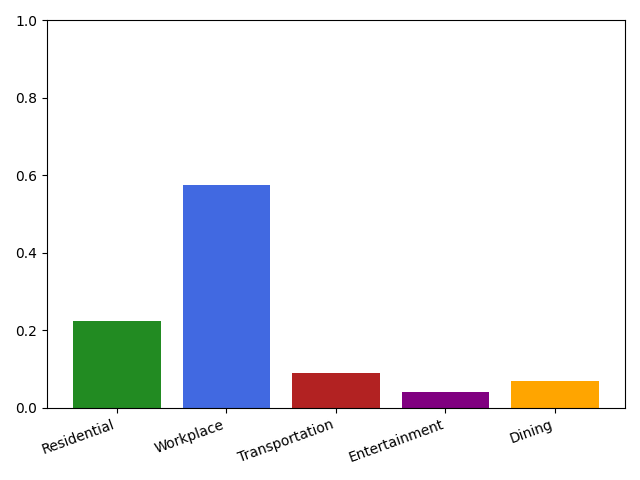 1.0
0.8
0.6
0.4
0.2
0.0
Residential
Workplace
Transportation
Entertainment
Dining